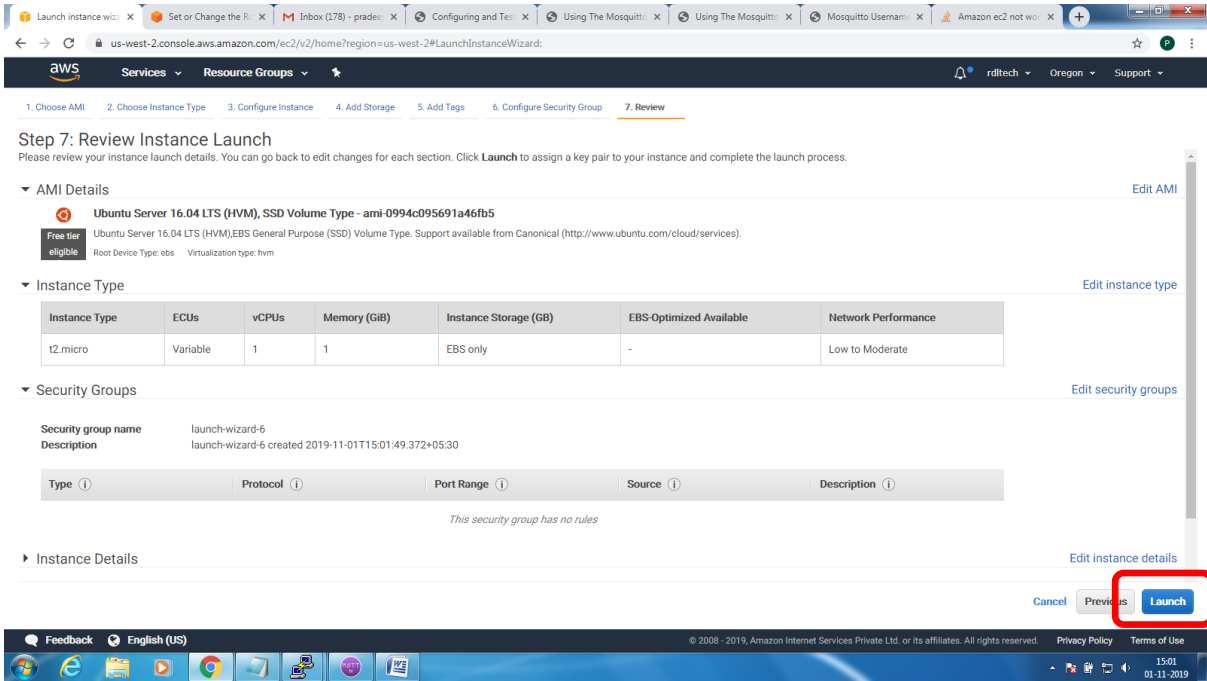 Launch instance wiza
Set or Change the Ro
Inbox (178) - pradeep
Configuring and Test
Using The Mosquitto
Using The Mosquitto
Mosquitto Usernam
Amazon ec2 not wor
us-west-2.console.aws.amazon.com/ec2/v2/home?region=us-west-2#LaunchInstanceWizard:
P
aws Services Resource Groups rdltech Oregon Support
1. Choose AMI 2. Choose Instance Type 3. Configure Instance 4. Add Storage 5. Add Tags 6. Configure Security Group 7. Review
Step 7: Review Instance Launch
Please review your instance launch details. You can go back to edit changes for each section. Click Launch to assign a key pair to your instance and complete the launch process.
AMI Details Edit AMI
Ubuntu Server 16.04 LTS (HVM), SSD Volume Type - ami-0994c095691a46fb5
Free tier eligible
Ubuntu Server 16.04 LTS (HVM),EBS General Purpose (SSD) Volume Type. Support available from Canonical (http://www.ubuntu.com/cloud/services).
Root Device Type: ebs Virtualization type: hvm
Instance Type Edit instance type
Instance Type ECUs vCPUs Memory (GiB) Instance Storage (GB) EBS-Optimized Available Network Performance
t2.micro Variable 1 1 EBS only - Low to Moderate
Security Groups Edit security groups
Security group name launch-wizard-6
Description launch-wizard-6 created 2019-11-01T15:01:49.372+05:30
Type Protocol Port Range Source Description
This security group has no rules
Instance Details Edit instance details
Cancel Previous Launch
Feedback English (US) © 2008 - 2019, Amazon Internet Services Private Ltd. or its affiliates. All rights reserved. Privacy Policy Terms of Use
15:01
01-11-2019